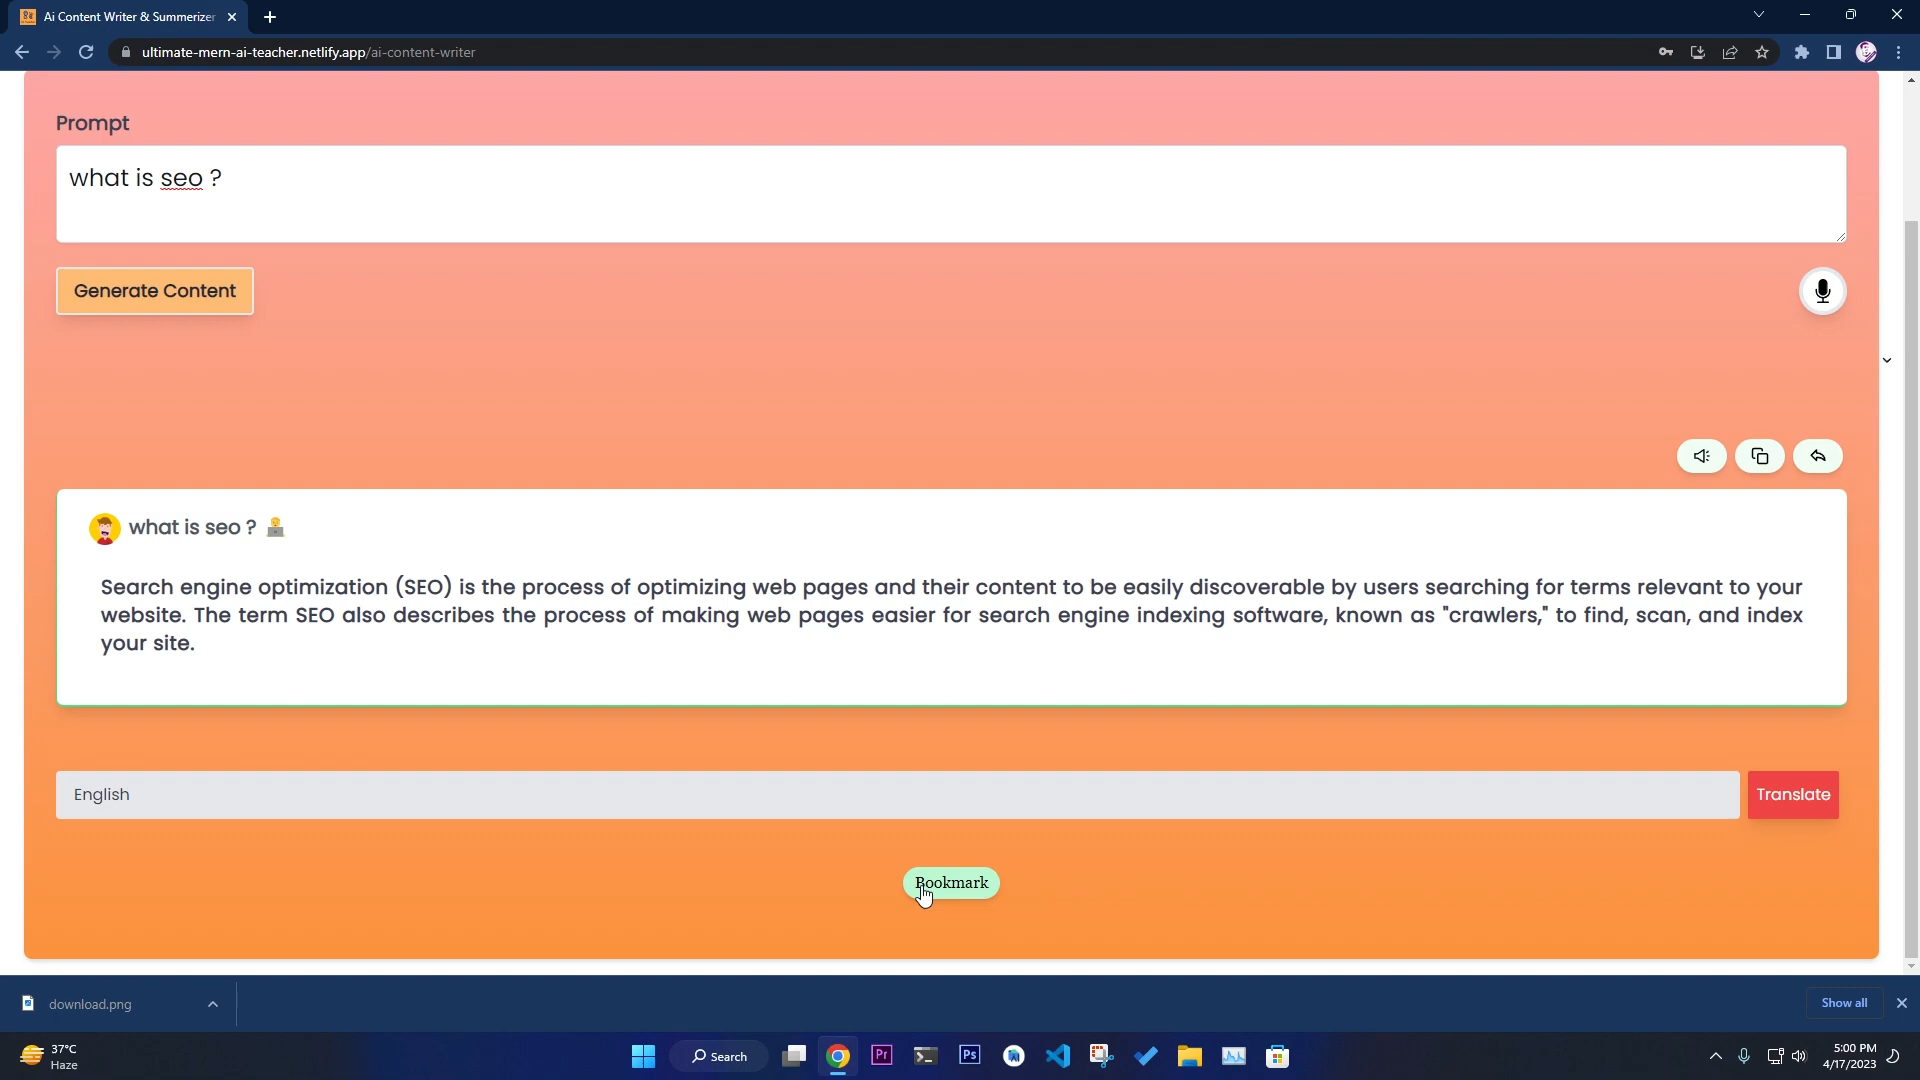 Ai Content Writer & Summerizer
ultimate-mern-ai-teacher.netlify.app/ai-content-writer
Prompt
what is seo ?
Generate Content
what is seo ?
Search engine optimization (SEO) is the process of optimizing web pages and their content to be easily discoverable by users searching for terms relevant to your
website. The term SEO also describes the process of making web pages easier for search engine indexing software, known as "crawlers," to find, scan, and index
your site.
English
Translate
Bookmark
download.png
Show all
37°C
Haze
Search
Pr
Ps
5:00 PM
4/17/2023